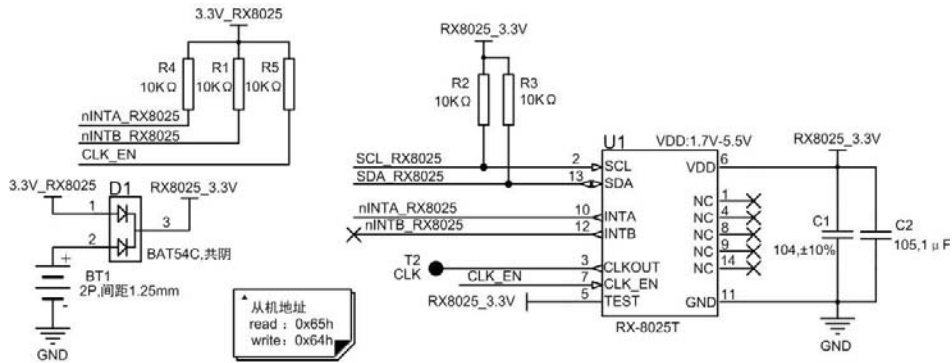 3.3V_RX8025
R4
R1
R5
10KΩ
10KΩ
10KΩ
nINTA_RX8025
nINTB_RX8025
CLK_EN
3.3V_RX8025
D1
RX8025_3.3V
1
2
3
BAT54C,共阴
+
-
BT1
2P,间距1.25mm
GND
从机地址
read : 0x65h
write : 0x64h
RX8025_3.3V
R2
R3
10KΩ
10KΩ
U1
VDD:1.7V-5.5V
SCL_RX8025
2
SCL
SDA_RX8025
13
SDA
nINTA_RX8025
10
INTA
nINTB_RX8025
12
INTB
T2
CLK
3
CLKOUT
CLK_EN
7
CLK_EN
RX8025_3.3V
5
TEST
VDD
6
NC
1
NC
4
NC
8
NC
9
NC
14
GND
11
RX-8025T
RX8025_3.3V
C1
104,±10%
C2
105,1μF
GND